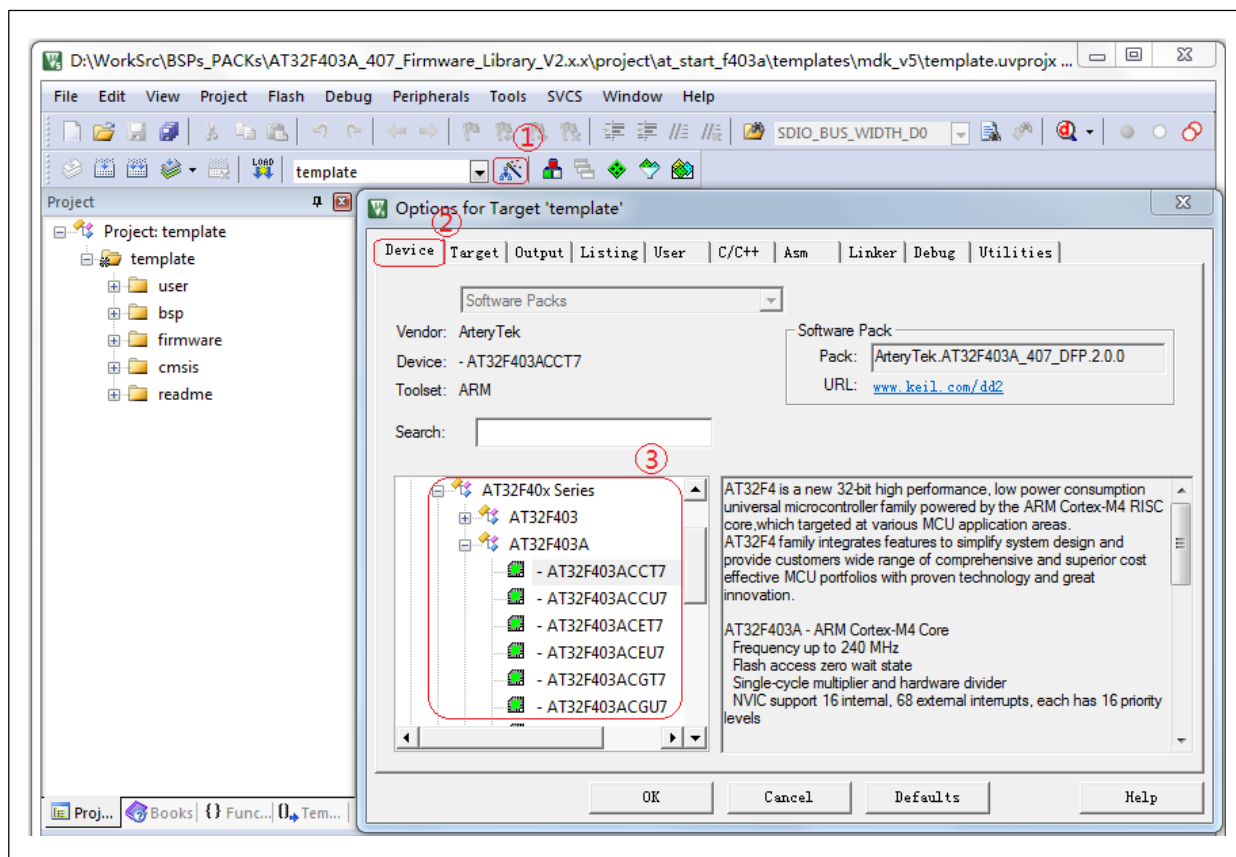 D:\WorkSrc\BSPs_PACKs\AT32F403A_407_Firmware_Library_V2.x.x\project\at_start_f403a\templates\mdk_v5\template.uvprojx ...
File Edit View Project Flash Debug Peripherals Tools SVCS Window Help
①
SDIO_BUS_WIDTH_D0
LOAD
template
Project
Project: template
template
user
bsp
firmware
cmsis
readme
Proj... Books {} Func... Tem...
Options for Target 'template'
②
Device Target Output Listing User C/C++ Asm Linker Debug Utilities
Software Packs
Vendor: ArteryTek
Device: - AT32F403ACCT7
Toolset: ARM
Software Pack
Pack: ArteryTek.AT32F403A_407_DFP.2.0.0
URL: www.keil.com/dd2
Search:
③
AT32F40x Series
AT32F403
AT32F403A
- AT32F403ACCT7
- AT32F403ACCU7
- AT32F403ACET7
- AT32F403ACEU7
- AT32F403ACGT7
- AT32F403ACGU7
AT32F4 is a new 32-bit high performance, low power consumption
universal microcontroller family powered by the ARM Cortex-M4 RISC
core,which targeted at various MCU application areas.
AT32F4 family integrates features to simplify system design and
provide customers wide range of comprehensive and superior cost
effective MCU portfolios with proven technology and great
innovation.
AT32F403A - ARM Cortex-M4 Core
Frequency up to 240 MHz
Flash access zero wait state
Single-cycle multiplier and hardware divider
NVIC support 16 internal, 68 external interrupts, each has 16 priority
levels
OK Cancel Defaults Help